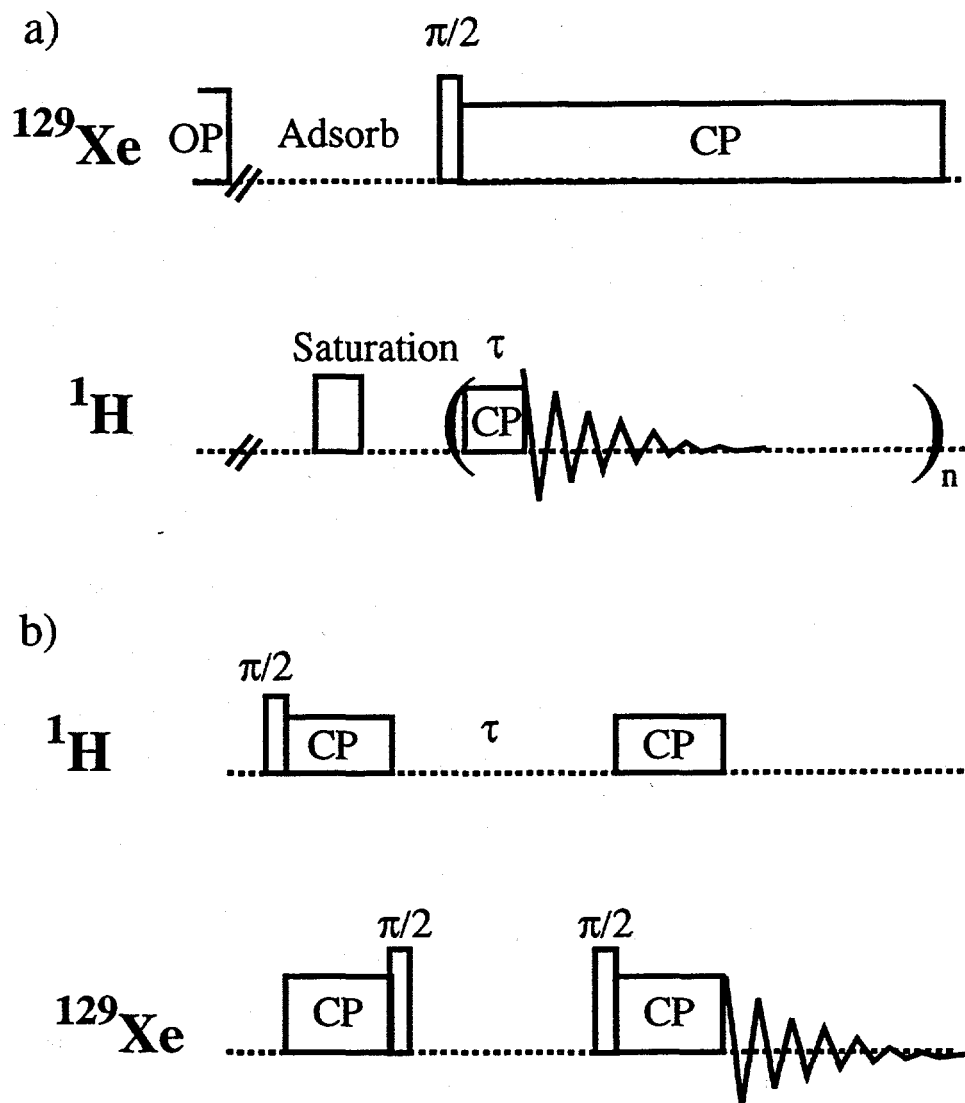 a)
π/2
¹²⁹Xe OP Adsorb CP
Saturation τ
¹H ( CP )n
b)
π/2
¹H CP τ CP
π/2 π/2
¹²⁹Xe CP CP